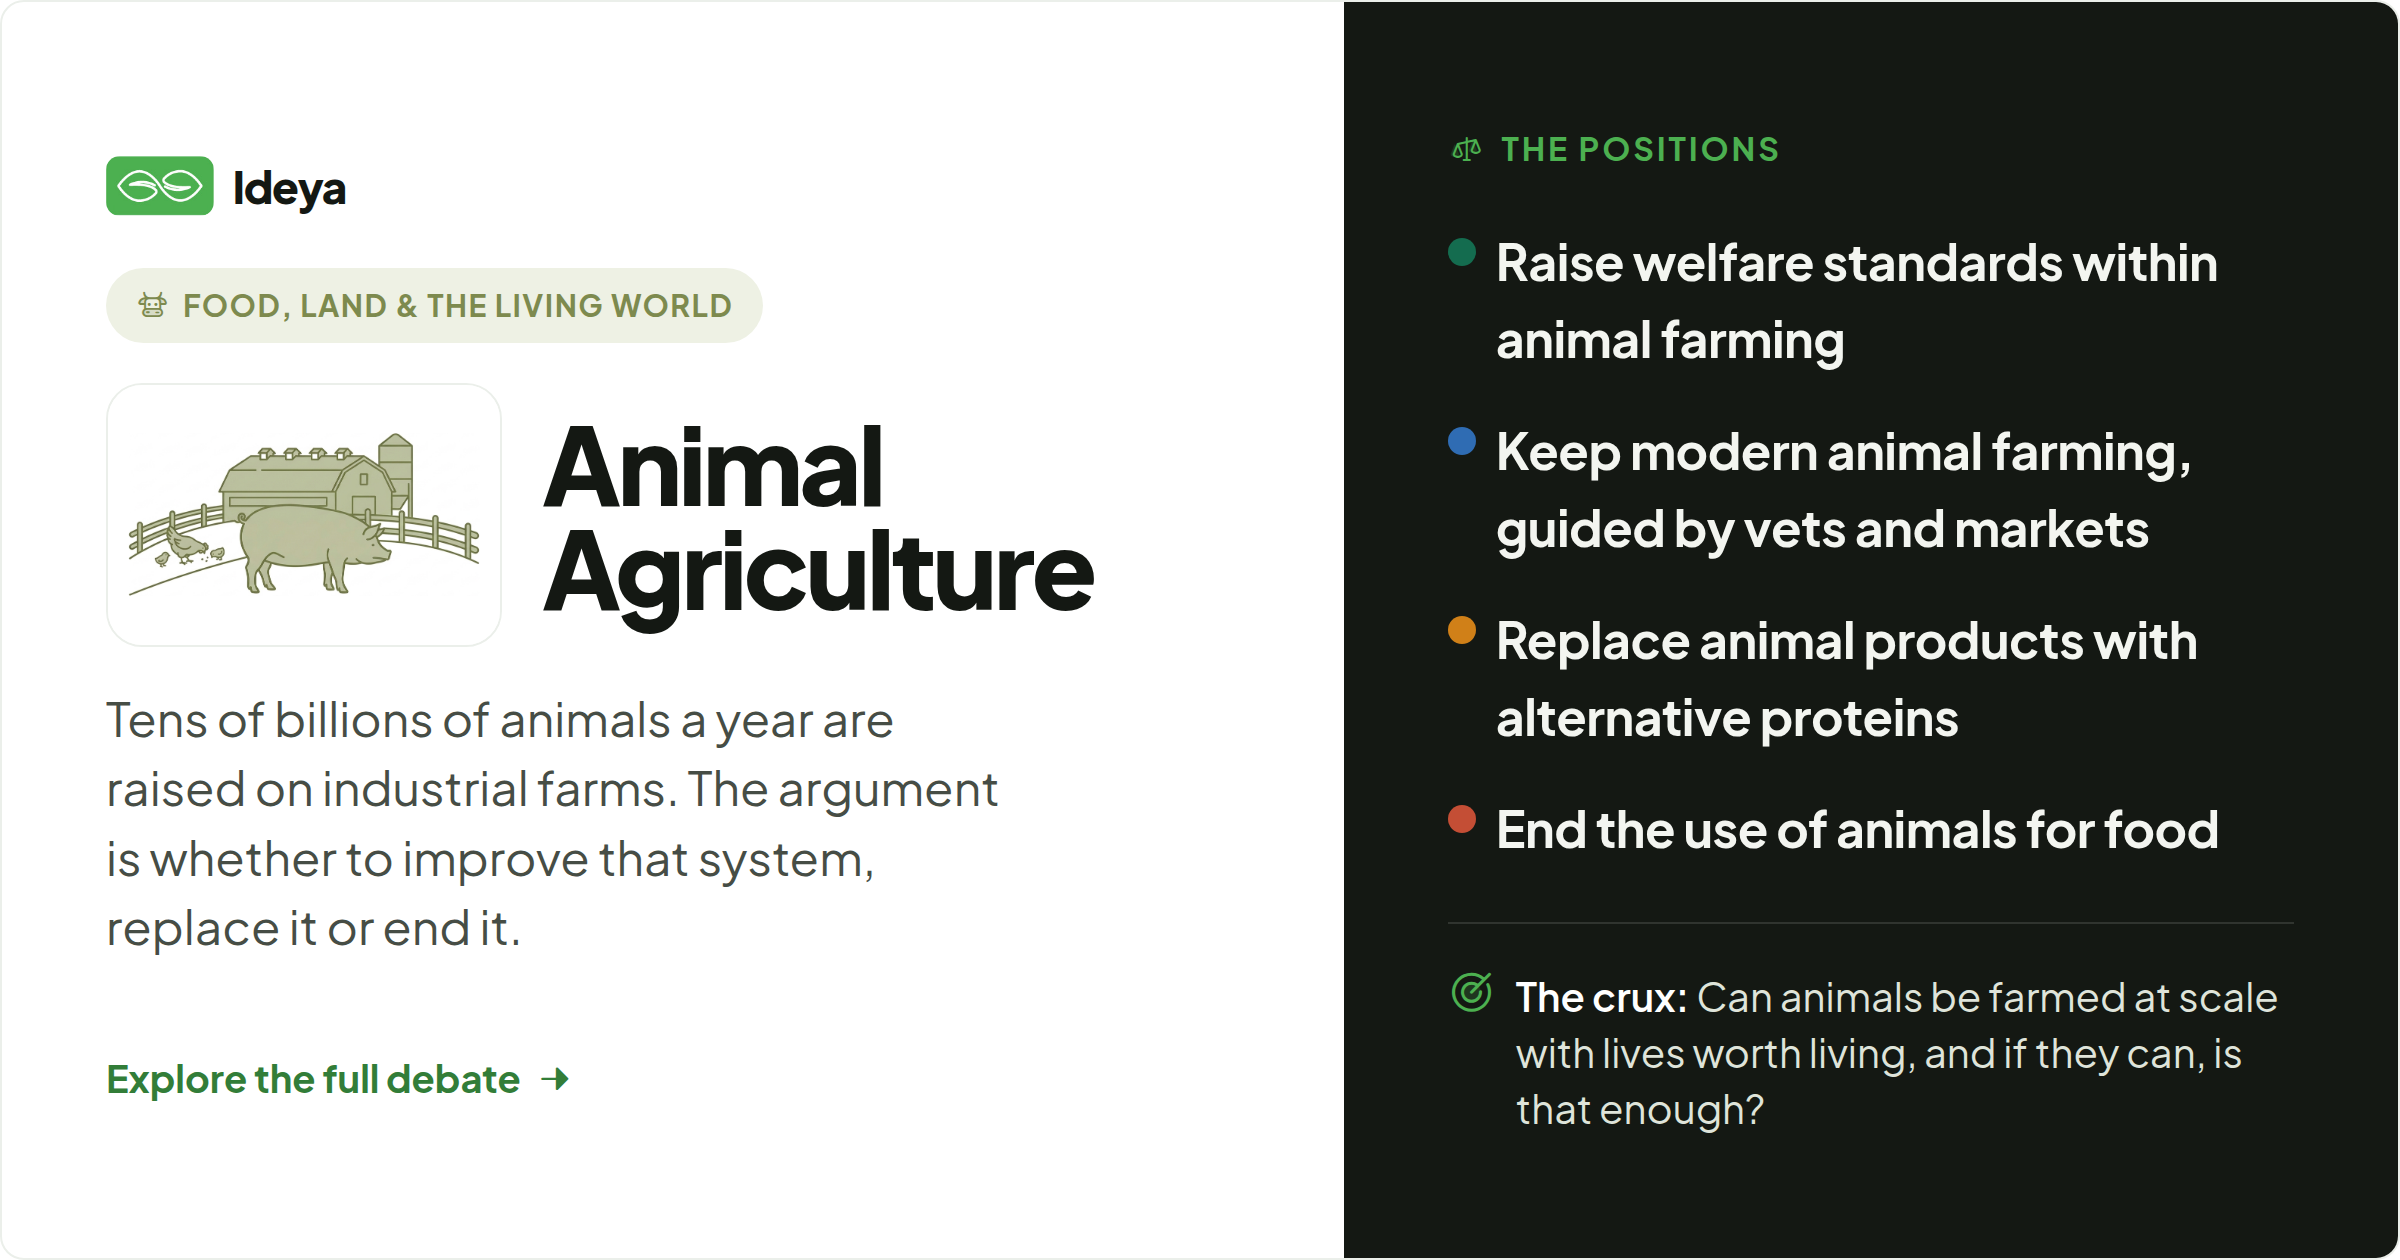 Ideya
FOOD, LAND & THE LIVING WORLD
Animal
Agriculture
Tens of billions of animals a year are
raised on industrial farms. The argument
is whether to improve that system,
replace it or end it.
Explore the full debate
THE POSITIONS
Raise welfare standards within
animal farming
Keep modern animal farming,
guided by vets and markets
Replace animal products with
alternative proteins
End the use of animals for food
The crux: Can animals be farmed at scale
with lives worth living, and if they can, is
that enough?